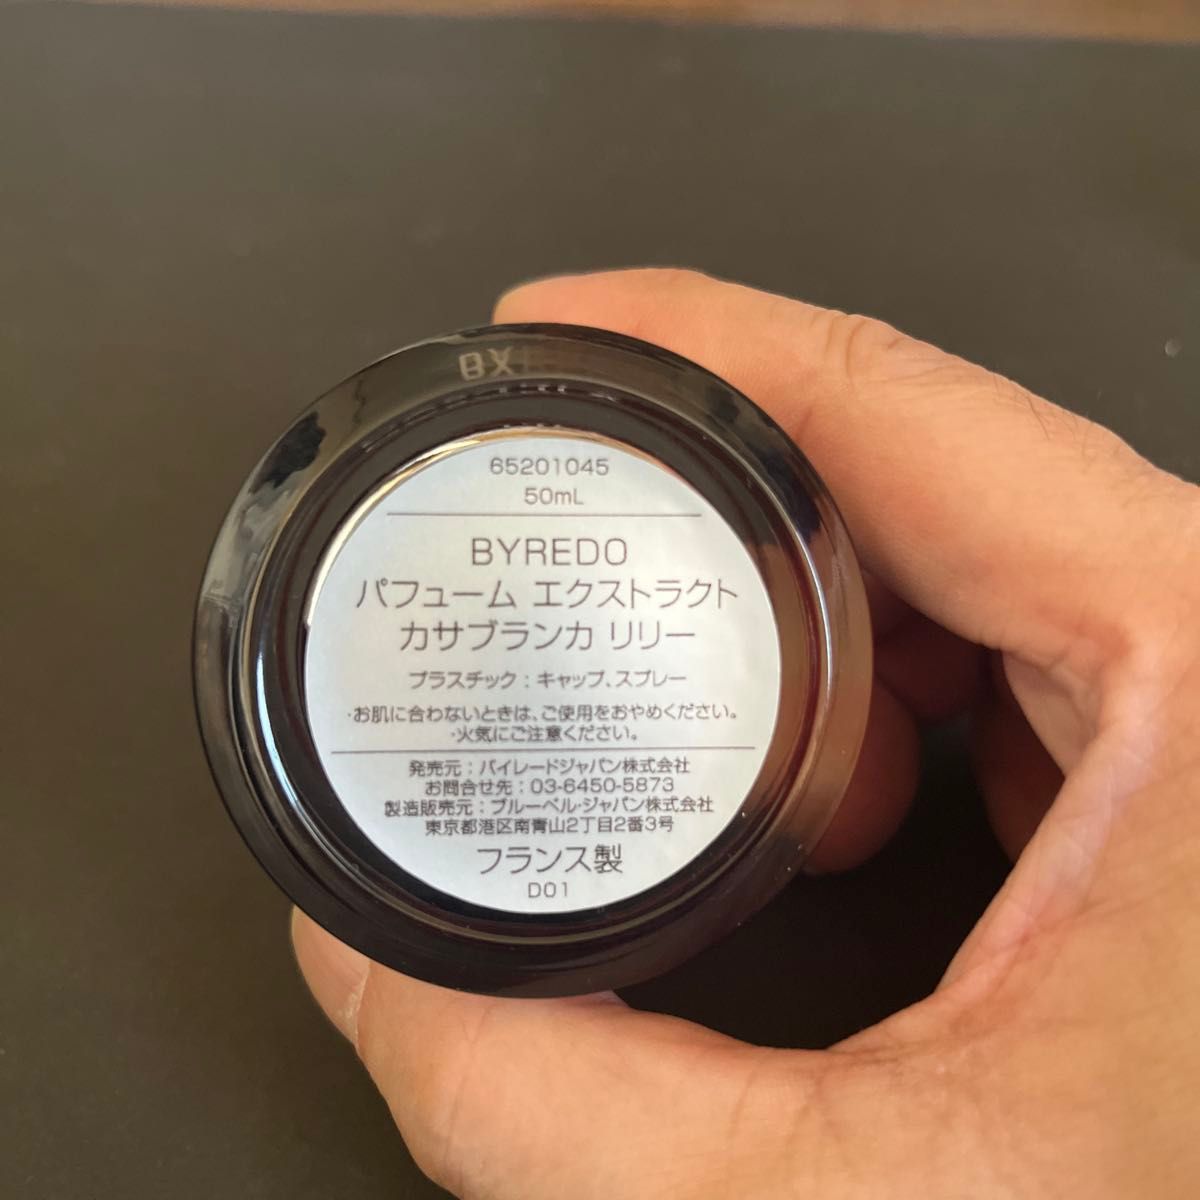 65201045
50mL
BYREDO
パフューム エクストラクト
カサブランカ リリー
プラスチック : キャップ、スプレー
・お肌に合わないときは、ご使用をおやめください。
・火気にご注意ください。
発売元 : バイレードジャパン株式会社
お問合せ先 : 03-6450-5873
製造販売元 : ブルーベル・ジャパン株式会社
東京都港区南青山2丁目2番3号
フランス製
D01